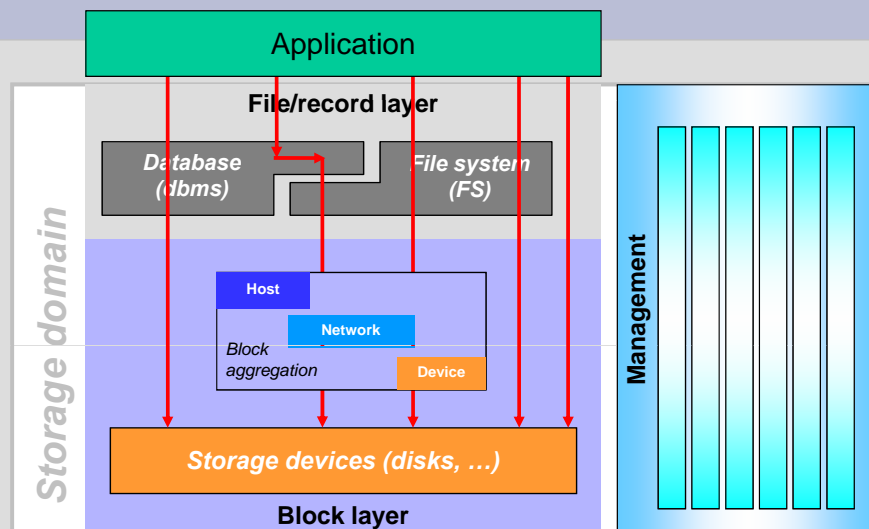 Application
File/record layer
Database
(dbms)
File system
(FS)
Host
Network
Block
aggregation
Device
Storage devices (disks, …)
Block layer
Storage domain
Management